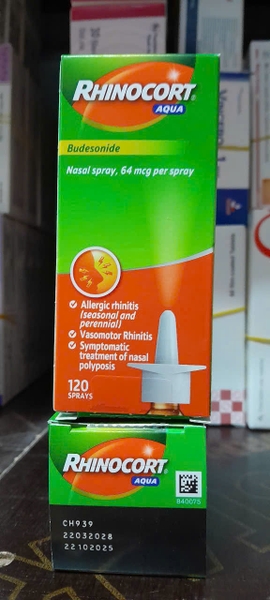 RHINOCORT®
AQUA
Budesonide
Nasal spray, 64 mcg per spray
Allergic rhinitis
(seasonal and
perennial)
Vasomotor Rhinitis
Symptomatic
treatment of nasal
polyposis
120
SPRAYS
RHINOCORT®
AQUA
840075
CH939
22032028
22102025